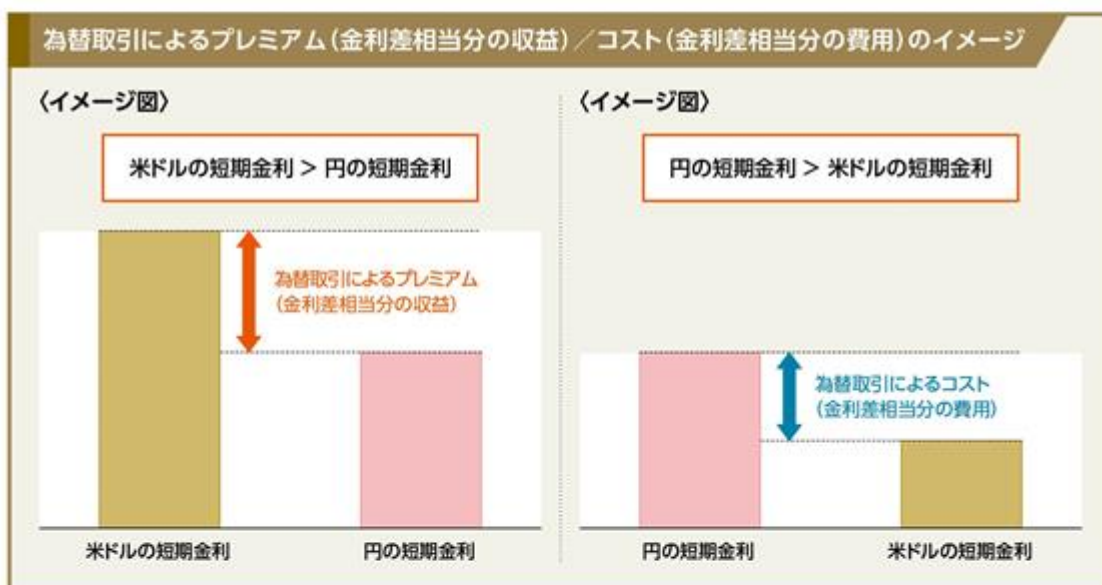 為替取引によるプレミアム(金利差相当分の収益)/コスト(金利差相当分の費用)のイメージ
〈イメージ図〉
米ドルの短期金利 > 円の短期金利
為替取引によるプレミアム
(金利差相当分の収益)
米ドルの短期金利
円の短期金利
〈イメージ図〉
円の短期金利 > 米ドルの短期金利
為替取引によるコスト
(金利差相当分の費用)
円の短期金利
米ドルの短期金利